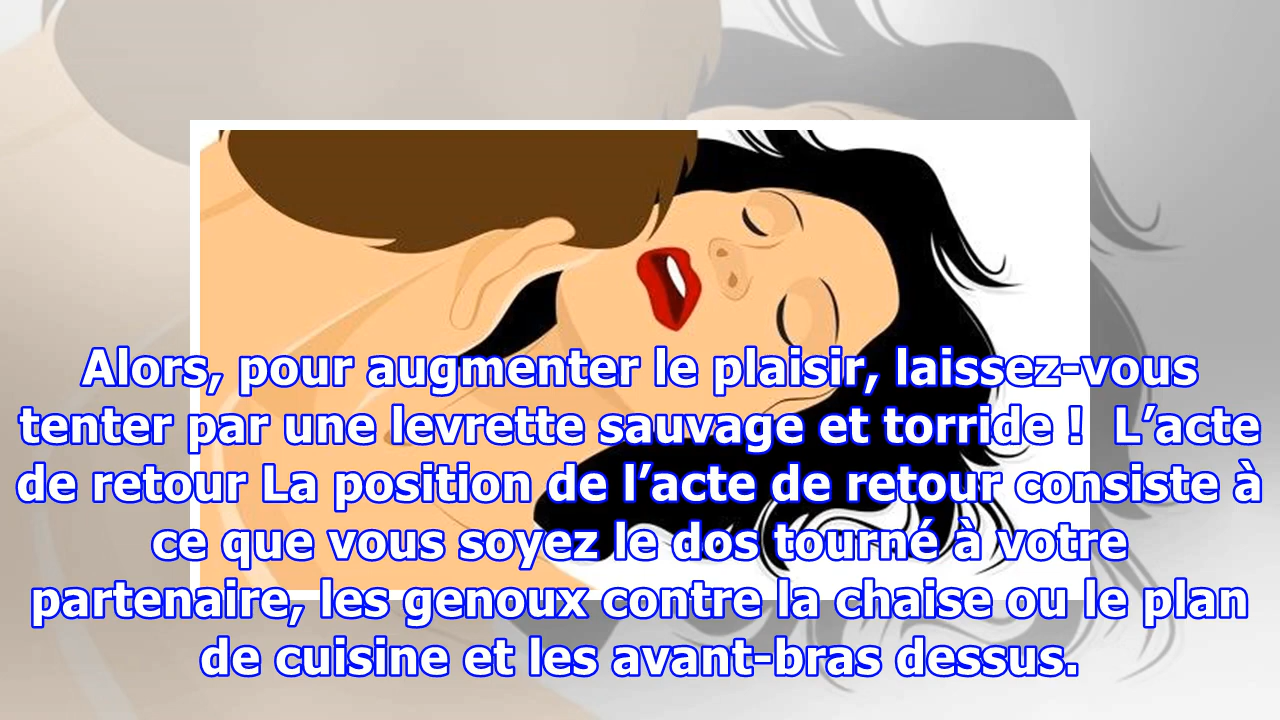 Alors, pour augmenter le plaisir, laissez-vous
tenter par une levrette sauvage et torride !  L’acte
de retour La position de l’acte de retour consiste à
ce que vous soyez le dos tourné à votre
partenaire, les genoux contre la chaise ou le plan
de cuisine et les avant-bras dessus.